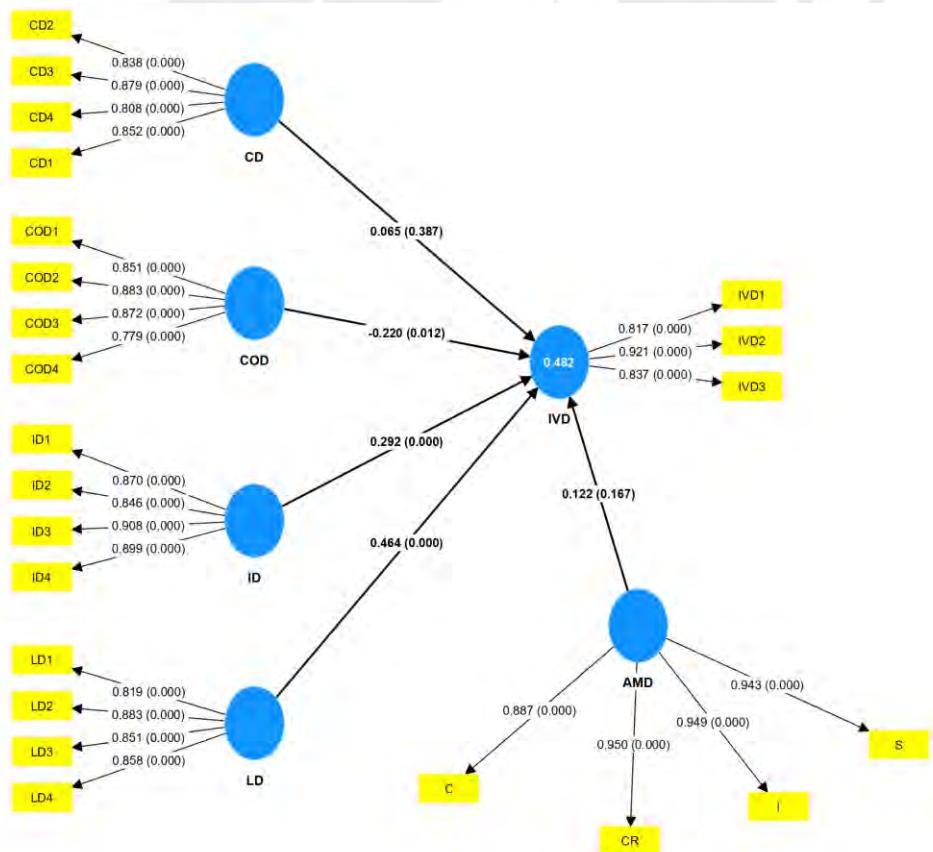 CD2
0.838 (0.000)
CD3
0.879 (0.000)
CD4
0.808 (0.000)
CD1
0.852 (0.000)
CD
0.065 (0.387)
COD1
0.851 (0.000)
COD2
0.883 (0.000)
COD3
0.872 (0.000)
COD4
0.779 (0.000)
COD
-0.220 (0.012)
IVD1
0.817 (0.000)
IVD2
0.921 (0.000)
IVD3
0.837 (0.000)
0.482
IVD
ID1
0.870 (0.000)
ID2
0.846 (0.000)
ID3
0.908 (0.000)
ID4
0.899 (0.000)
ID
0.292 (0.000)
0.122 (0.167)
0.464 (0.000)
LD1
0.819 (0.000)
LD2
0.883 (0.000)
LD3
0.851 (0.000)
LD4
0.858 (0.000)
LD
AMD
0.887 (0.000)
0.950 (0.000)
0.949 (0.000)
0.943 (0.000)
C
CR
I
S